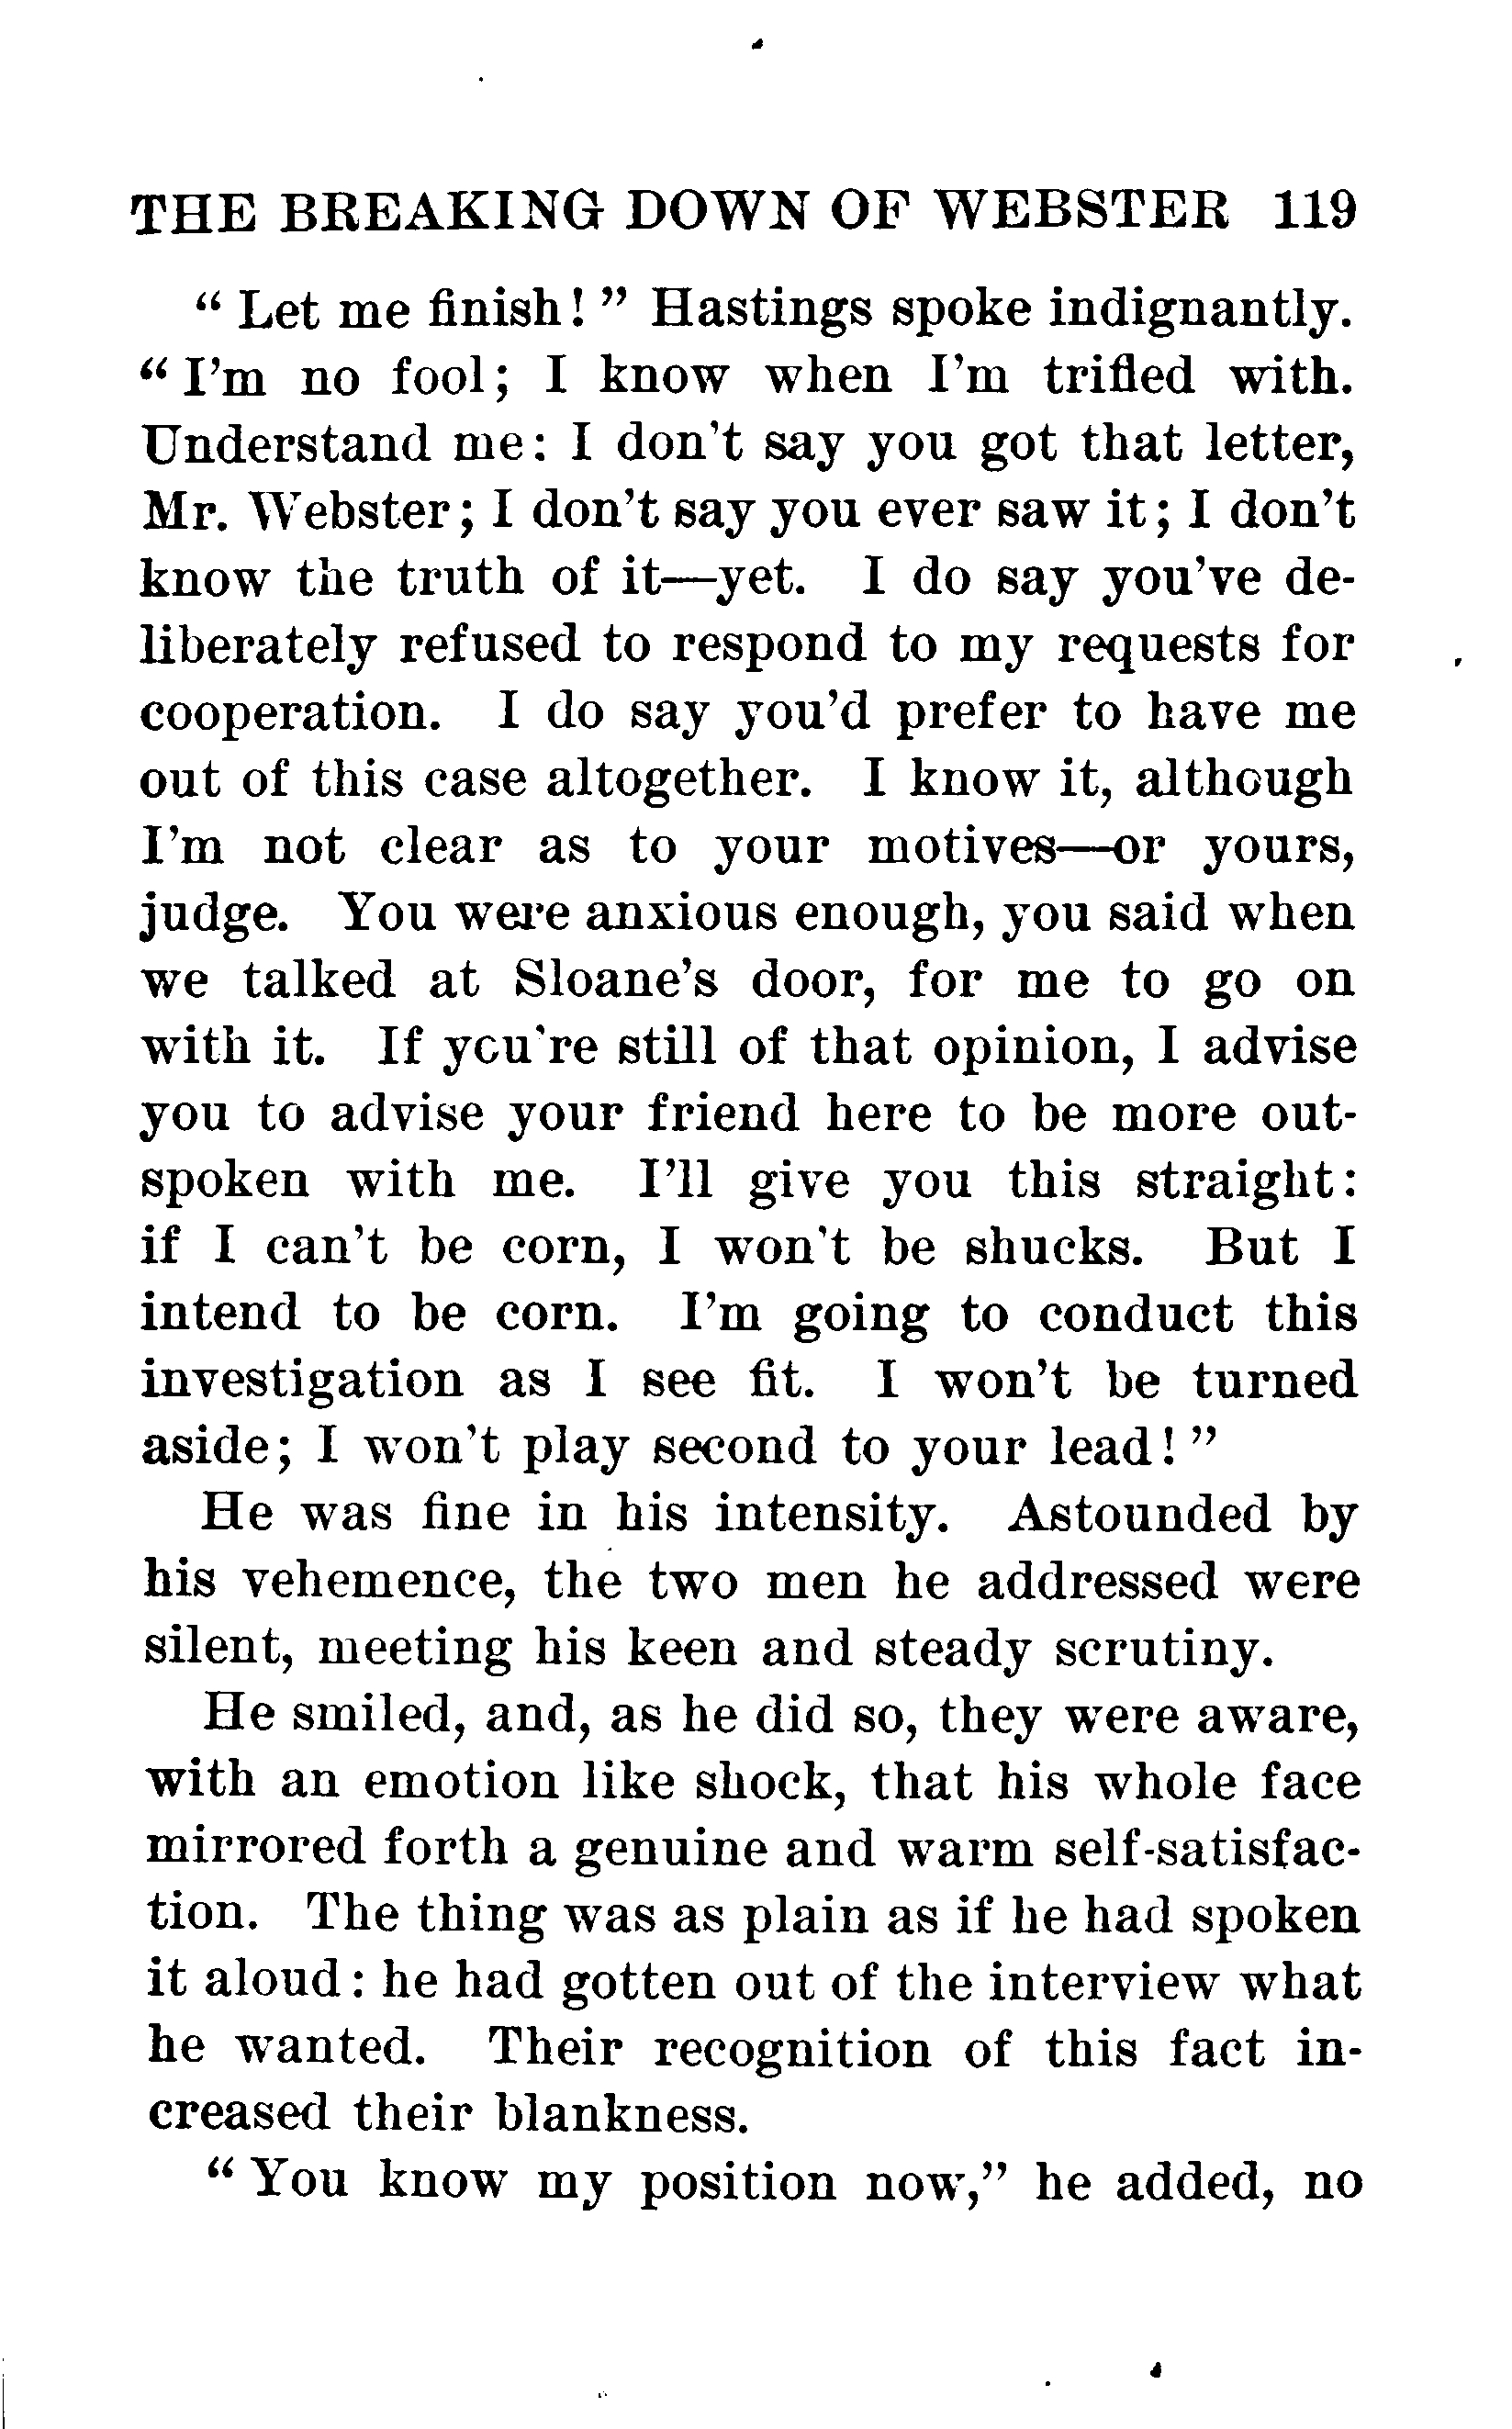 THE BREAKING DOWN OF WEBSTER 119
“ Let me finish! ” Hastings spoke indignantly.
“ I’m no fool; I know when I’m trifled with.
Understand me: I don’t say you got that letter,
Mr. Webster; I don’t say you ever saw it; I don’t
know the truth of it—yet. I do say you’ve de-
liberately refused to respond to my requests for
cooperation. I do say you’d prefer to have me
out of this case altogether. I know it, although
I’m not clear as to your motives—or yours,
judge. You were anxious enough, you said when
we talked at Sloane’s door, for me to go on
with it. If you’re still of that opinion, I advise
you to advise your friend here to be more out-
spoken with me. I’ll give you this straight:
if I can’t be corn, I won’t be shucks. But I
intend to be corn. I’m going to conduct this
investigation as I see fit. I won’t be turned
aside; I won’t play second to your lead! ”
He was fine in his intensity. Astounded by
his vehemence, the two men he addressed were
silent, meeting his keen and steady scrutiny.
He smiled, and, as he did so, they were aware,
with an emotion like shock, that his whole face
mirrored forth a genuine and warm self-satisfac-
tion. The thing was as plain as if he had spoken
it aloud: he had gotten out of the interview what
he wanted. Their recognition of this fact in-
creased their blankness.
“ You know my position now,” he added, no